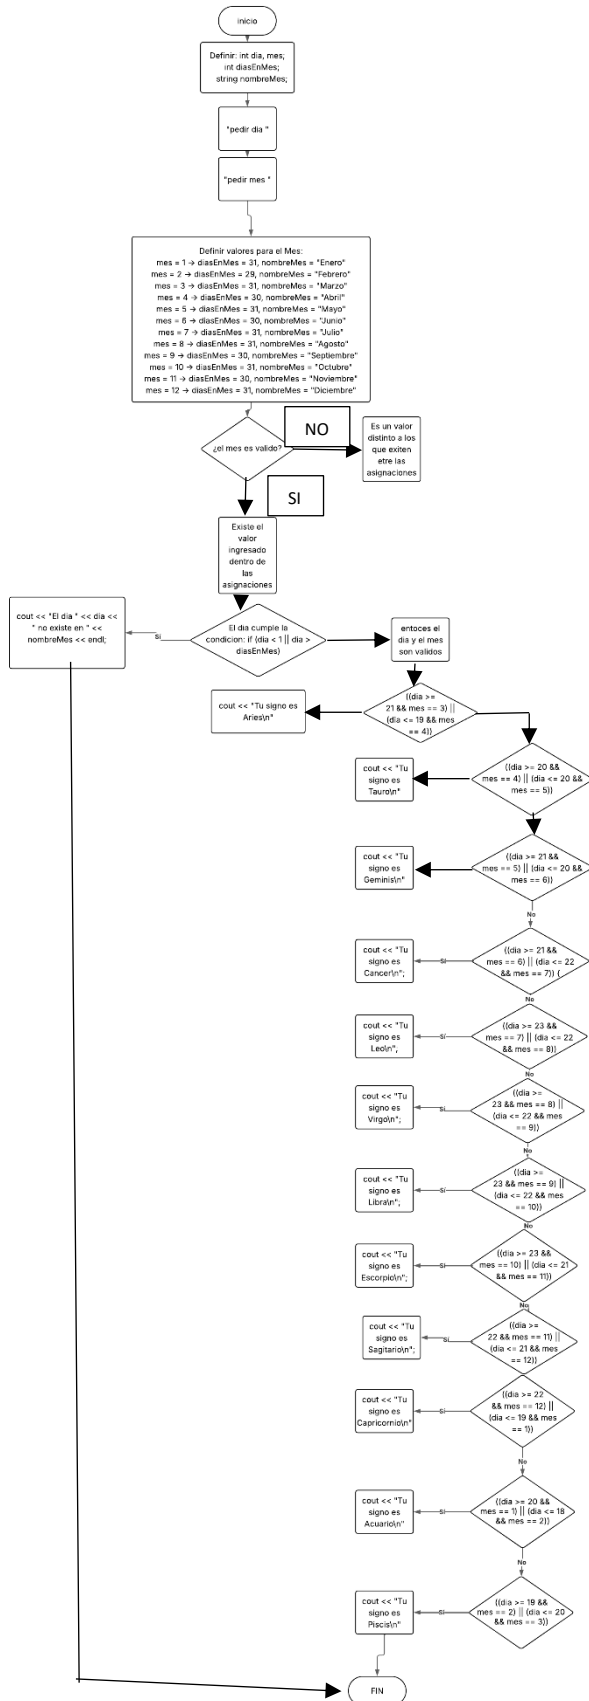 inicio
Definir: int dia, mes;
int diasEnMes;
string nombreMes;
"pedir dia "
"pedir mes "
Definir valores para el Mes:
mes = 1 → diasEnMes = 31, nombreMes = "Enero"
mes = 2 → diasEnMes = 29, nombreMes = "Febrero"
mes = 3 → diasEnMes = 31, nombreMes = "Marzo"
mes = 4 → diasEnMes = 30, nombreMes = "Abril"
mes = 5 → diasEnMes = 31, nombreMes = "Mayo"
mes = 6 → diasEnMes = 30, nombreMes = "Junio"
mes = 7 → diasEnMes = 31, nombreMes = "Julio"
mes = 8 → diasEnMes = 31, nombreMes = "Agosto"
mes = 9 → diasEnMes = 30, nombreMes = "Septiembre"
mes = 10 → diasEnMes = 31, nombreMes = "Octubre"
mes = 11 → diasEnMes = 30, nombreMes = "Noviembre"
mes = 12 → diasEnMes = 31, nombreMes = "Diciembre"
¿el mes es valido?
NO
Es un valor
distinto a los
que exiten
etre las
asignaciones
SI
Existe el
valor
ingresado
dentro de
las
asignaciones
cout << "El dia " << dia <<
" no existe en " <<
nombreMes << endl;
Si
El dia cumple la
condicion: if (dia < 1 || dia >
diasEnMes)
entoces el
dia y el mes
son validos
cout << "Tu signo es
Aries\n"
((dia >=
21 && mes == 3) ||
(dia <= 19 && mes
== 4))
cout << "Tu
signo es
Tauro\n"
((dia >= 20 &&
mes == 4) || (dia <= 20 &&
mes == 5))
cout << "Tu
signo es
Geminis\n"
((dia >= 21 &&
mes == 5) || (dia <= 20 &&
mes == 6))
No
cout << "Tu
signo es
Cancer\n";
Si
((dia >= 21 &&
mes == 6) || (dia <= 22
&& mes == 7)) {
No
cout << "Tu
signo es
Leo\n";
Si
((dia >= 23 &&
mes == 7) || (dia <= 22
&& mes == 8))
No
cout << "Tu
signo es
Virgo\n";
Si
((dia >=
23 && mes == 8) ||
(dia <= 22 && mes
== 9))
No
cout << "Tu
signo es
Libra\n";
Si
((dia >=
23 && mes == 9) ||
(dia <= 22 && mes
== 10))
No
cout << "Tu
signo es
Escorpio\n";
Si
((dia >= 23 &&
mes == 10) || (dia <= 21
&& mes == 11))
No
cout << "Tu
signo es
Sagitario\n";
Si
((dia >=
22 && mes == 11) ||
(dia <= 21 && mes
== 12))
cout << "Tu
signo es
Capricornio\n"
Si
((dia >= 22
&& mes == 12) ||
(dia <= 19 && mes
== 1))
No
cout << "Tu
signo es
Acuario\n"
Si
((dia >= 20 &&
mes == 1) || (dia <= 18
&& mes == 2))
No
cout << "Tu
signo es
Piscis\n"
Si
((dia >= 19 &&
mes == 2) || (dia <= 20
&& mes == 3))
FIN